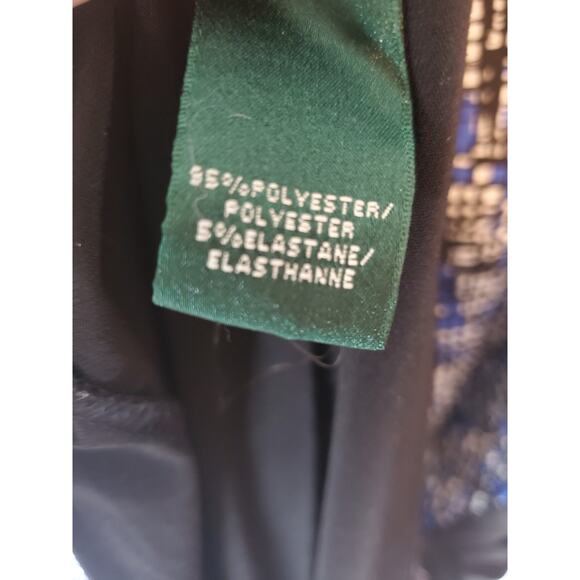 95%POLYESTER/
POLYESTER
5%ELASTANE/
ELASTHANNE